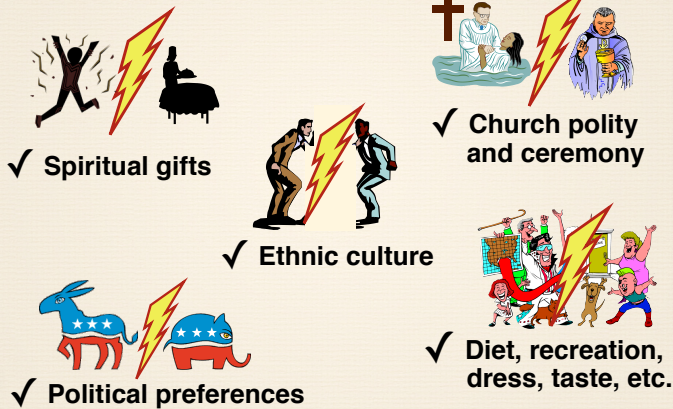 ✓ Spiritual gifts
✓ Church polity
and ceremony
✓ Ethnic culture
✓ Political preferences
✓ Diet, recreation,
dress, taste, etc.